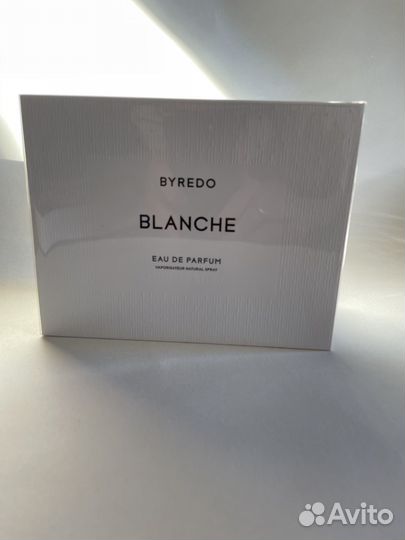 BYREDO
BLANCHE
EAU DE PARFUM
VAPORISATEUR NATURAL SPRAY
Avito